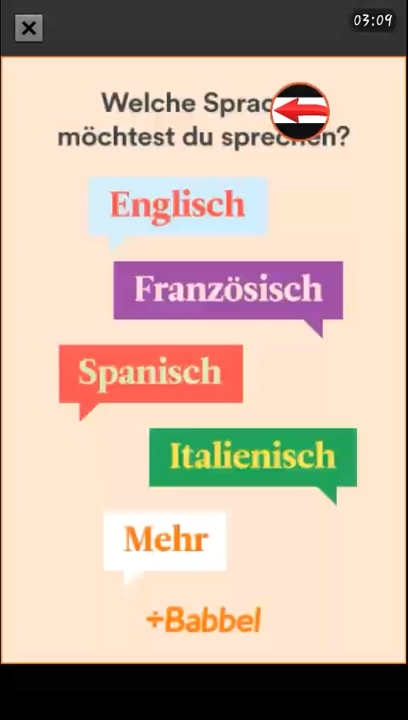 03:09
Welche Sprac
möchtest du sprechen?
Englisch
Französisch
Spanisch
Italienisch
Mehr
+Babbel